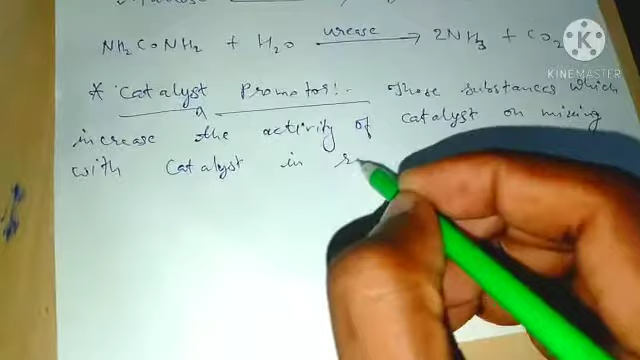 NH₂CONH₂ + H₂O urease → 2NH₃ + CO₂
* Catalyst Promotor:- Those substances which
increase the activity of catalyst on mixing
with catalyst in
KINEMASTER